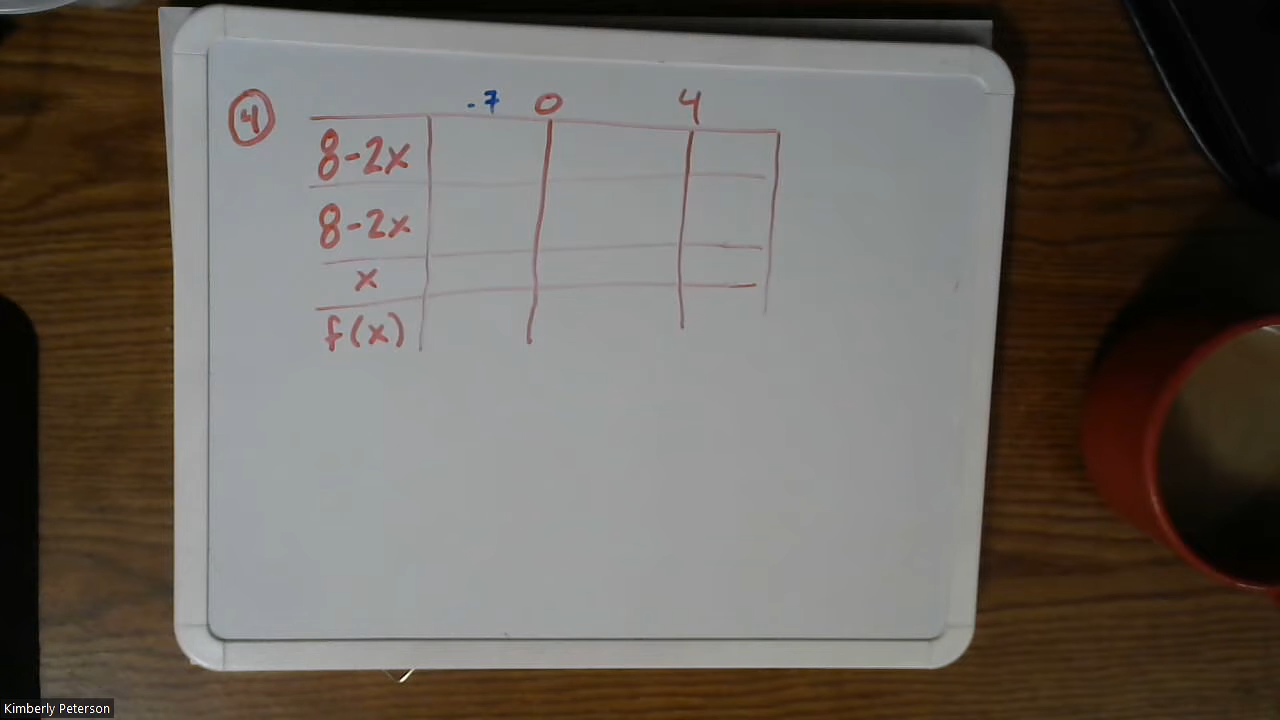 ④ -7 0 4
8-2x
8-2x
x
f(x)
Kimberly Peterson